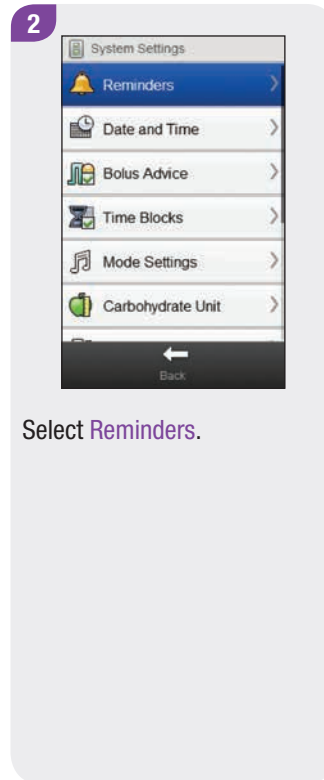 2
System Settings
Reminders
Date and Time
Bolus Advice
Time Blocks
Mode Settings
Carbohydrate Unit
Back
Select Reminders.